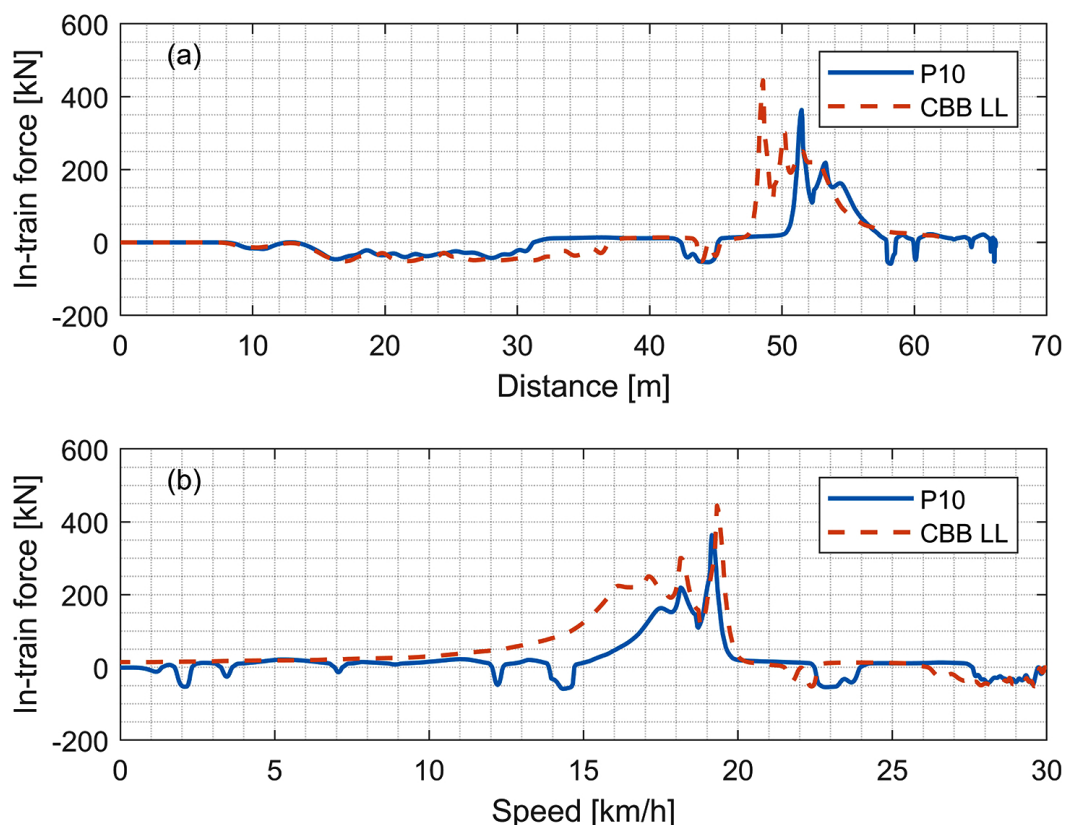 600
(a)
P10
CBB LL
400
200
0
-200
In-train force [kN]
0 10 20 30 40 50 60 70
Distance [m]
600
(b)
P10
CBB LL
400
200
0
-200
In-train force [kN]
0 5 10 15 20 25 30
Speed [km/h]